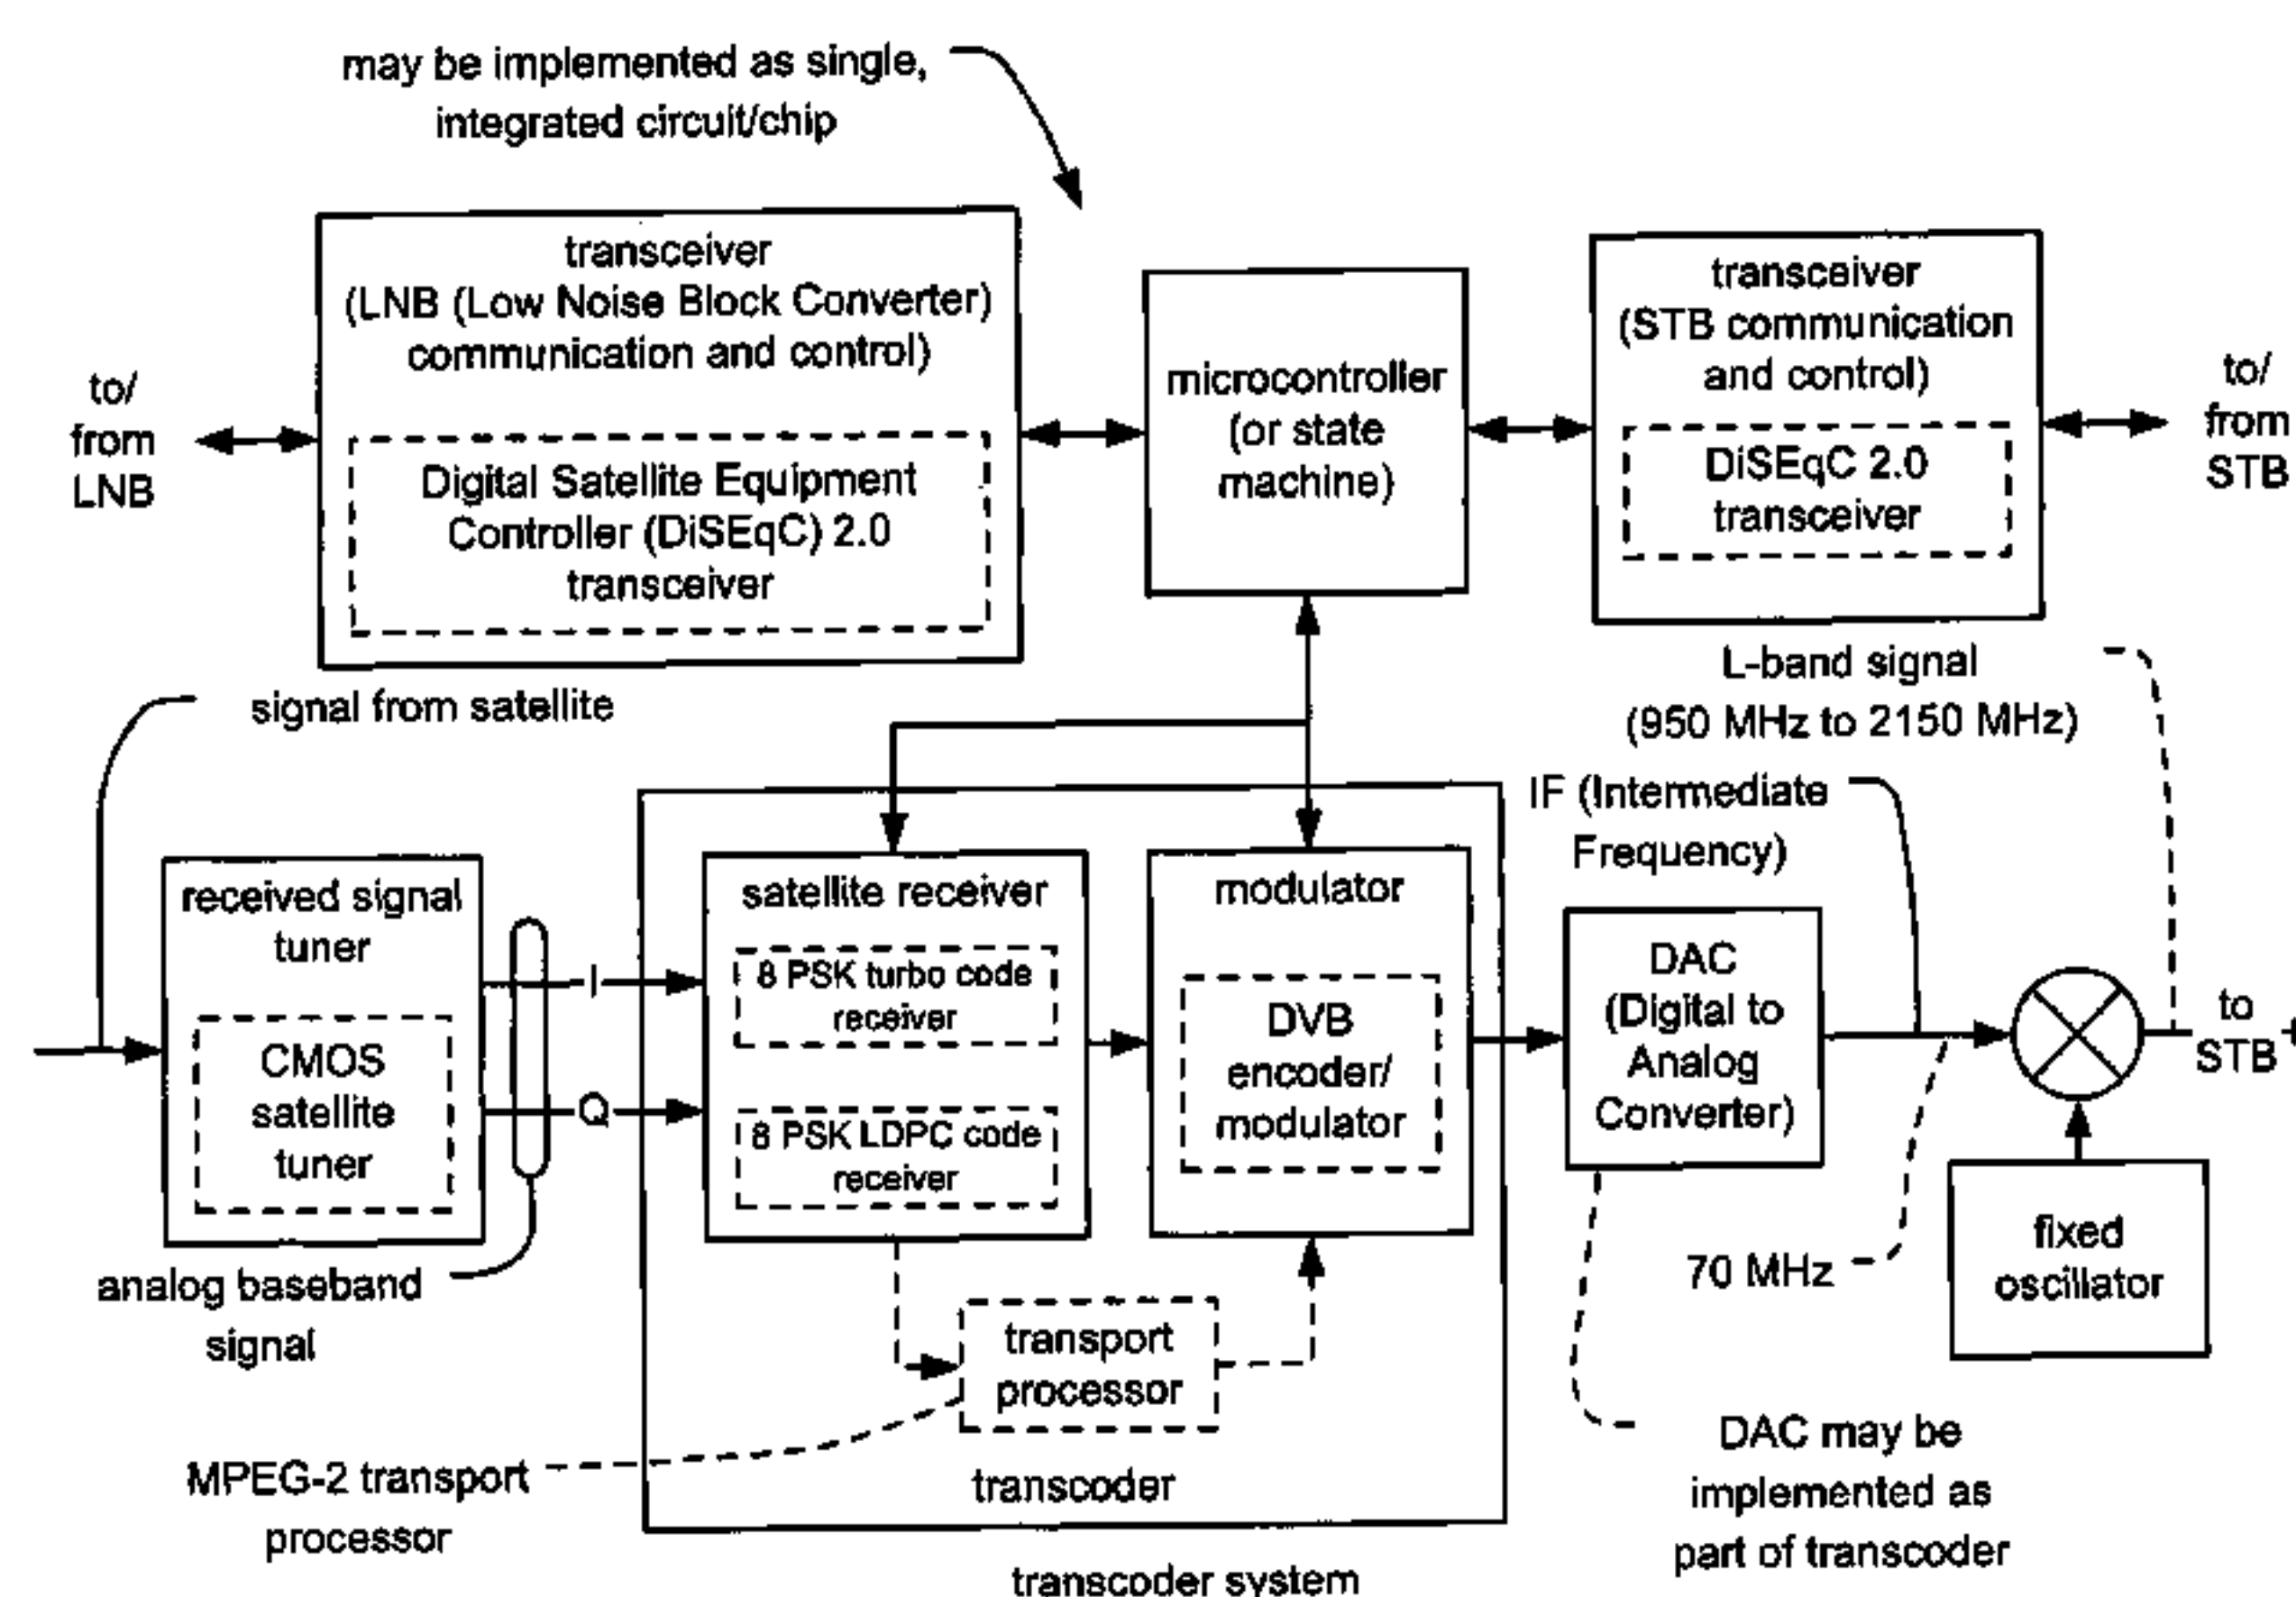 may be implemented as single,
integrated circuit/chip
transceiver
(LNB (Low Noise Block Converter)
communication and control)
Digital Satellite Equipment
Controller (DiSEqC) 2.0
transceiver
to/
from
LNB
microcontroller
(or state
machine)
transceiver
(STB communication
and control)
DiSEqC 2.0
transceiver
to/
from
STB
signal from satellite
L-band signal
(950 MHz to 2150 MHz)
IF (Intermediate
Frequency)
received signal
tuner
CMOS
satellite
tuner
I
Q
analog baseband
signal
satellite receiver
8 PSK turbo code
receiver
8 PSK LDPC code
receiver
modulator
DVB
encoder/
modulator
DAC
(Digital to
Analog
Converter)
to
STB
70 MHz
fixed
oscillator
transport
processor
MPEG-2 transport
processor
transcoder
DAC may be
implemented as
part of transcoder
transcoder system